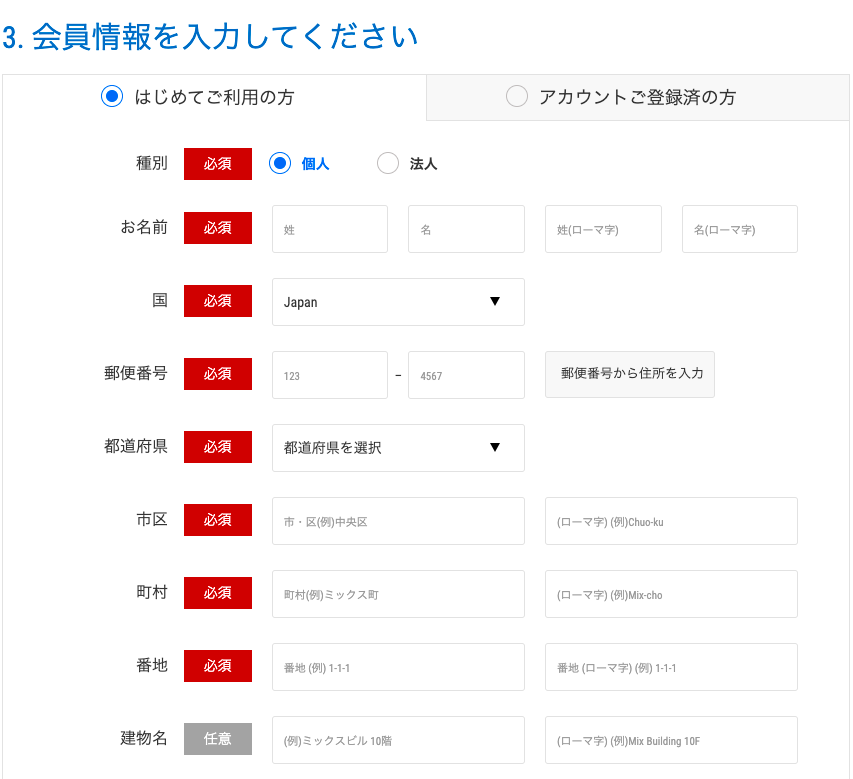 3. 会員情報を入力してください
はじめてご利用の方 アカウントご登録済の方
種別 必須 個人 法人
お名前 必須 姓 名 姓(ローマ字) 名(ローマ字)
国 必須 Japan ▼
郵便番号 必須 123 - 4567 郵便番号から住所を入力
都道府県 必須 都道府県を選択 ▼
市区 必須 市・区(例)中央区 (ローマ字) (例)Chuo-ku
町村 必須 町村(例)ミックス町 (ローマ字) (例)Mix-cho
番地 必須 番地 (例) 1-1-1 番地 (ローマ字) (例) 1-1-1
建物名 任意 (例)ミックスビル 10階 (ローマ字) (例)Mix Building 10F